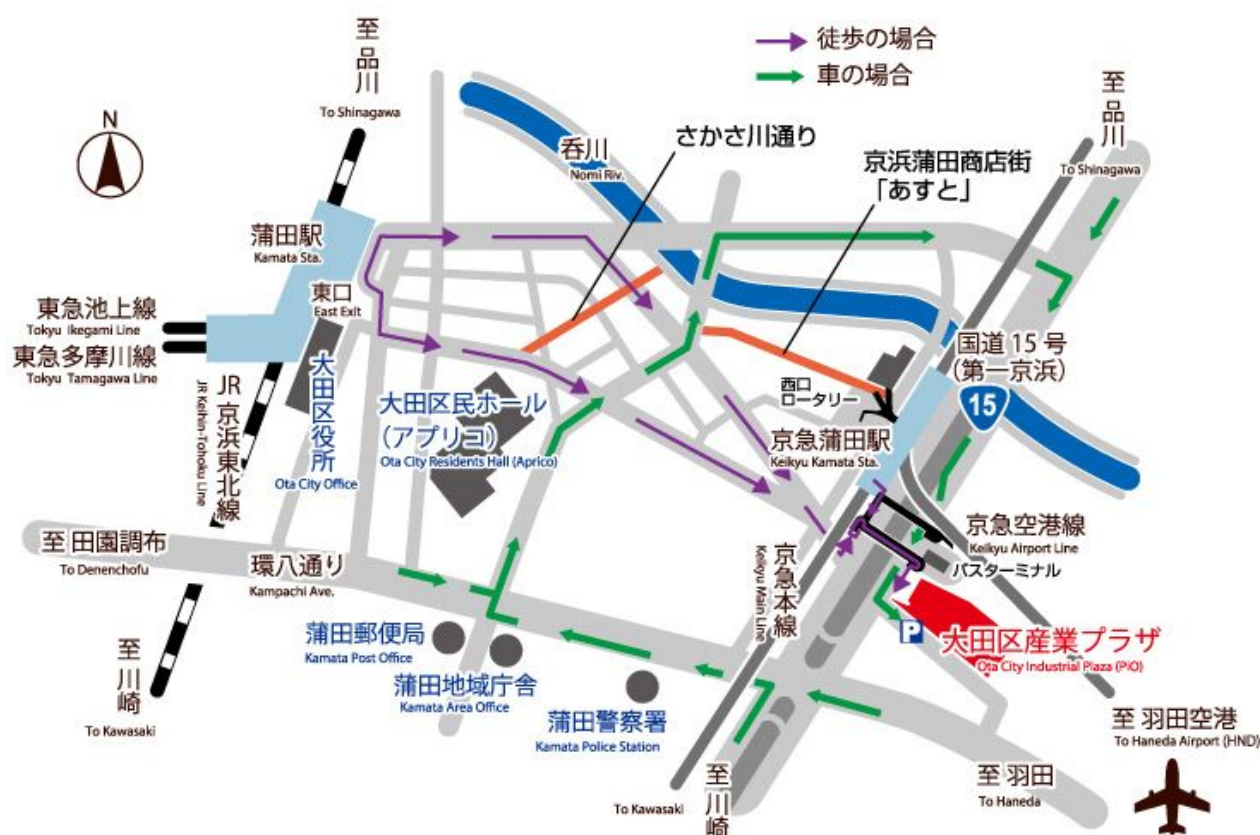 徒歩の場合
車の場合
至 品川
To Shinagawa
N
さかさ川通り
呑川
Nomi Riv.
京浜蒲田商店街
「あすと」
至 品川
To Shinagawa
蒲田駅
Kamata Sta.
東口
East Exit
東急池上線
Tokyu Ikegami Line
東急多摩川線
Tokyu Tamagawa Line
JR 京浜東北線
JR Keihin-Tohoku Line
大田区役所
Ota City Office
大田区民ホール
（アプリコ）
Ota City Residents Hall (Aprico)
西口
ロータリー
国道 15 号
（第一京浜）
15
京急蒲田駅
Keikyu Kamata Sta.
京急空港線
Keikyu Airport Line
バスターミナル
至 田園調布
To Denenchofu
環八通り
Kampachi Ave.
京急本線
Keikyu Main Line
P
大田区産業プラザ
Ota City Industrial Plaza (PiO)
蒲田郵便局
Kamata Post Office
蒲田地域庁舎
Kamata Area Office
蒲田警察署
Kamata Police Station
至 川崎
To Kawasaki
至 川崎
To Kawasaki
至 羽田
To Haneda
至 羽田空港
To Haneda Airport (HND)